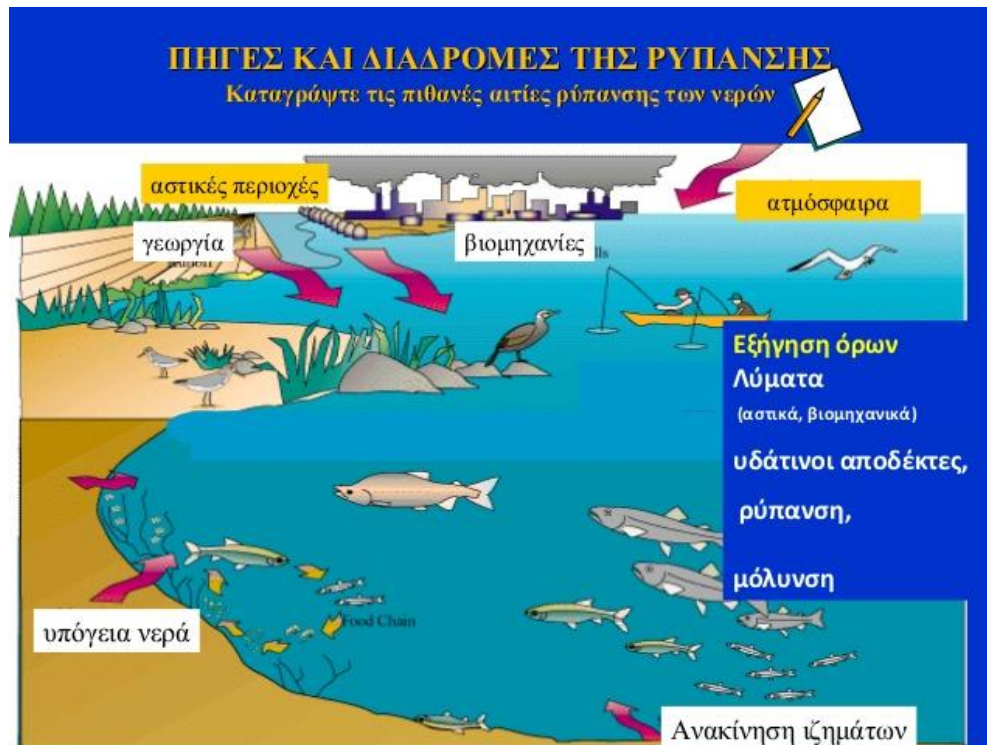 ΠΗΓΕΣ ΚΑΙ ΔΙΑΔΡΟΜΕΣ ΤΗΣ ΡΥΠΑΝΣΗΣ
Καταγράψτε τις πιθανές αιτίες ρύπανσης των νερών
αστικές περιοχές
ατμόσφαιρα
γεωργία
βιομηχανίες
Εξήγηση όρων
Λύματα
(αστικά, βιομηχανικά)
υδάτινοι αποδέκτες,
ρύπανση,
μόλυνση
υπόγεια νερά
Food Chain
Ανακίνηση ιζημάτων